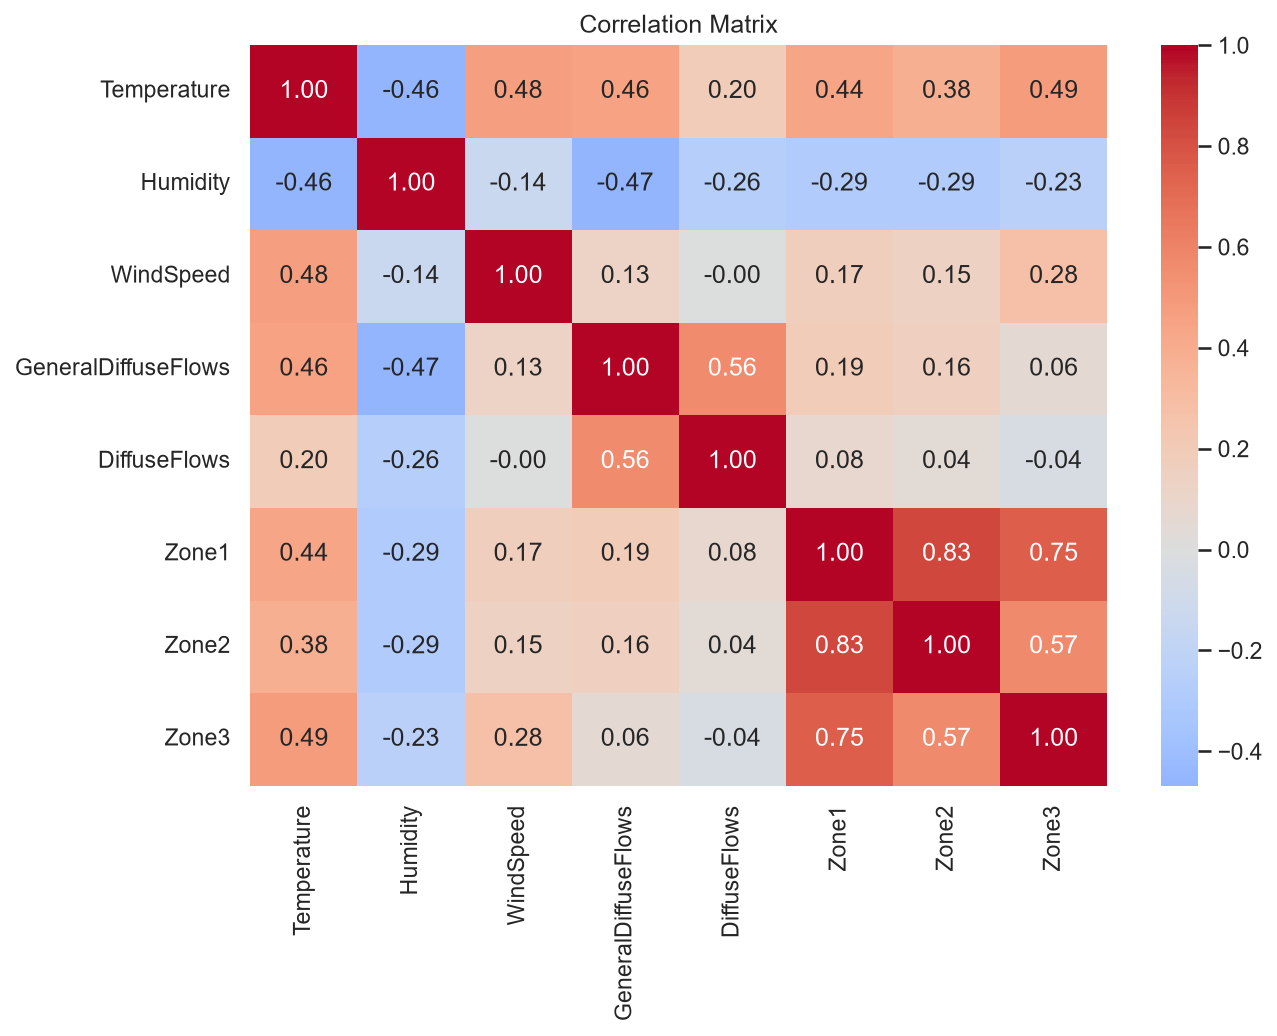 Correlation Matrix
Temperature 1.00 -0.46 0.48 0.46 0.20 0.44 0.38 0.49
Humidity -0.46 1.00 -0.14 -0.47 -0.26 -0.29 -0.29 -0.23
WindSpeed 0.48 -0.14 1.00 0.13 -0.00 0.17 0.15 0.28
GeneralDiffuseFlows 0.46 -0.47 0.13 1.00 0.56 0.19 0.16 0.06
DiffuseFlows 0.20 -0.26 -0.00 0.56 1.00 0.08 0.04 -0.04
Zone1 0.44 -0.29 0.17 0.19 0.08 1.00 0.83 0.75
Zone2 0.38 -0.29 0.15 0.16 0.04 0.83 1.00 0.57
Zone3 0.49 -0.23 0.28 0.06 -0.04 0.75 0.57 1.00
Temperature
Humidity
WindSpeed
GeneralDiffuseFlows
DiffuseFlows
Zone1
Zone2
Zone3
1.0
0.8
0.6
0.4
0.2
0.0
−0.2
−0.4